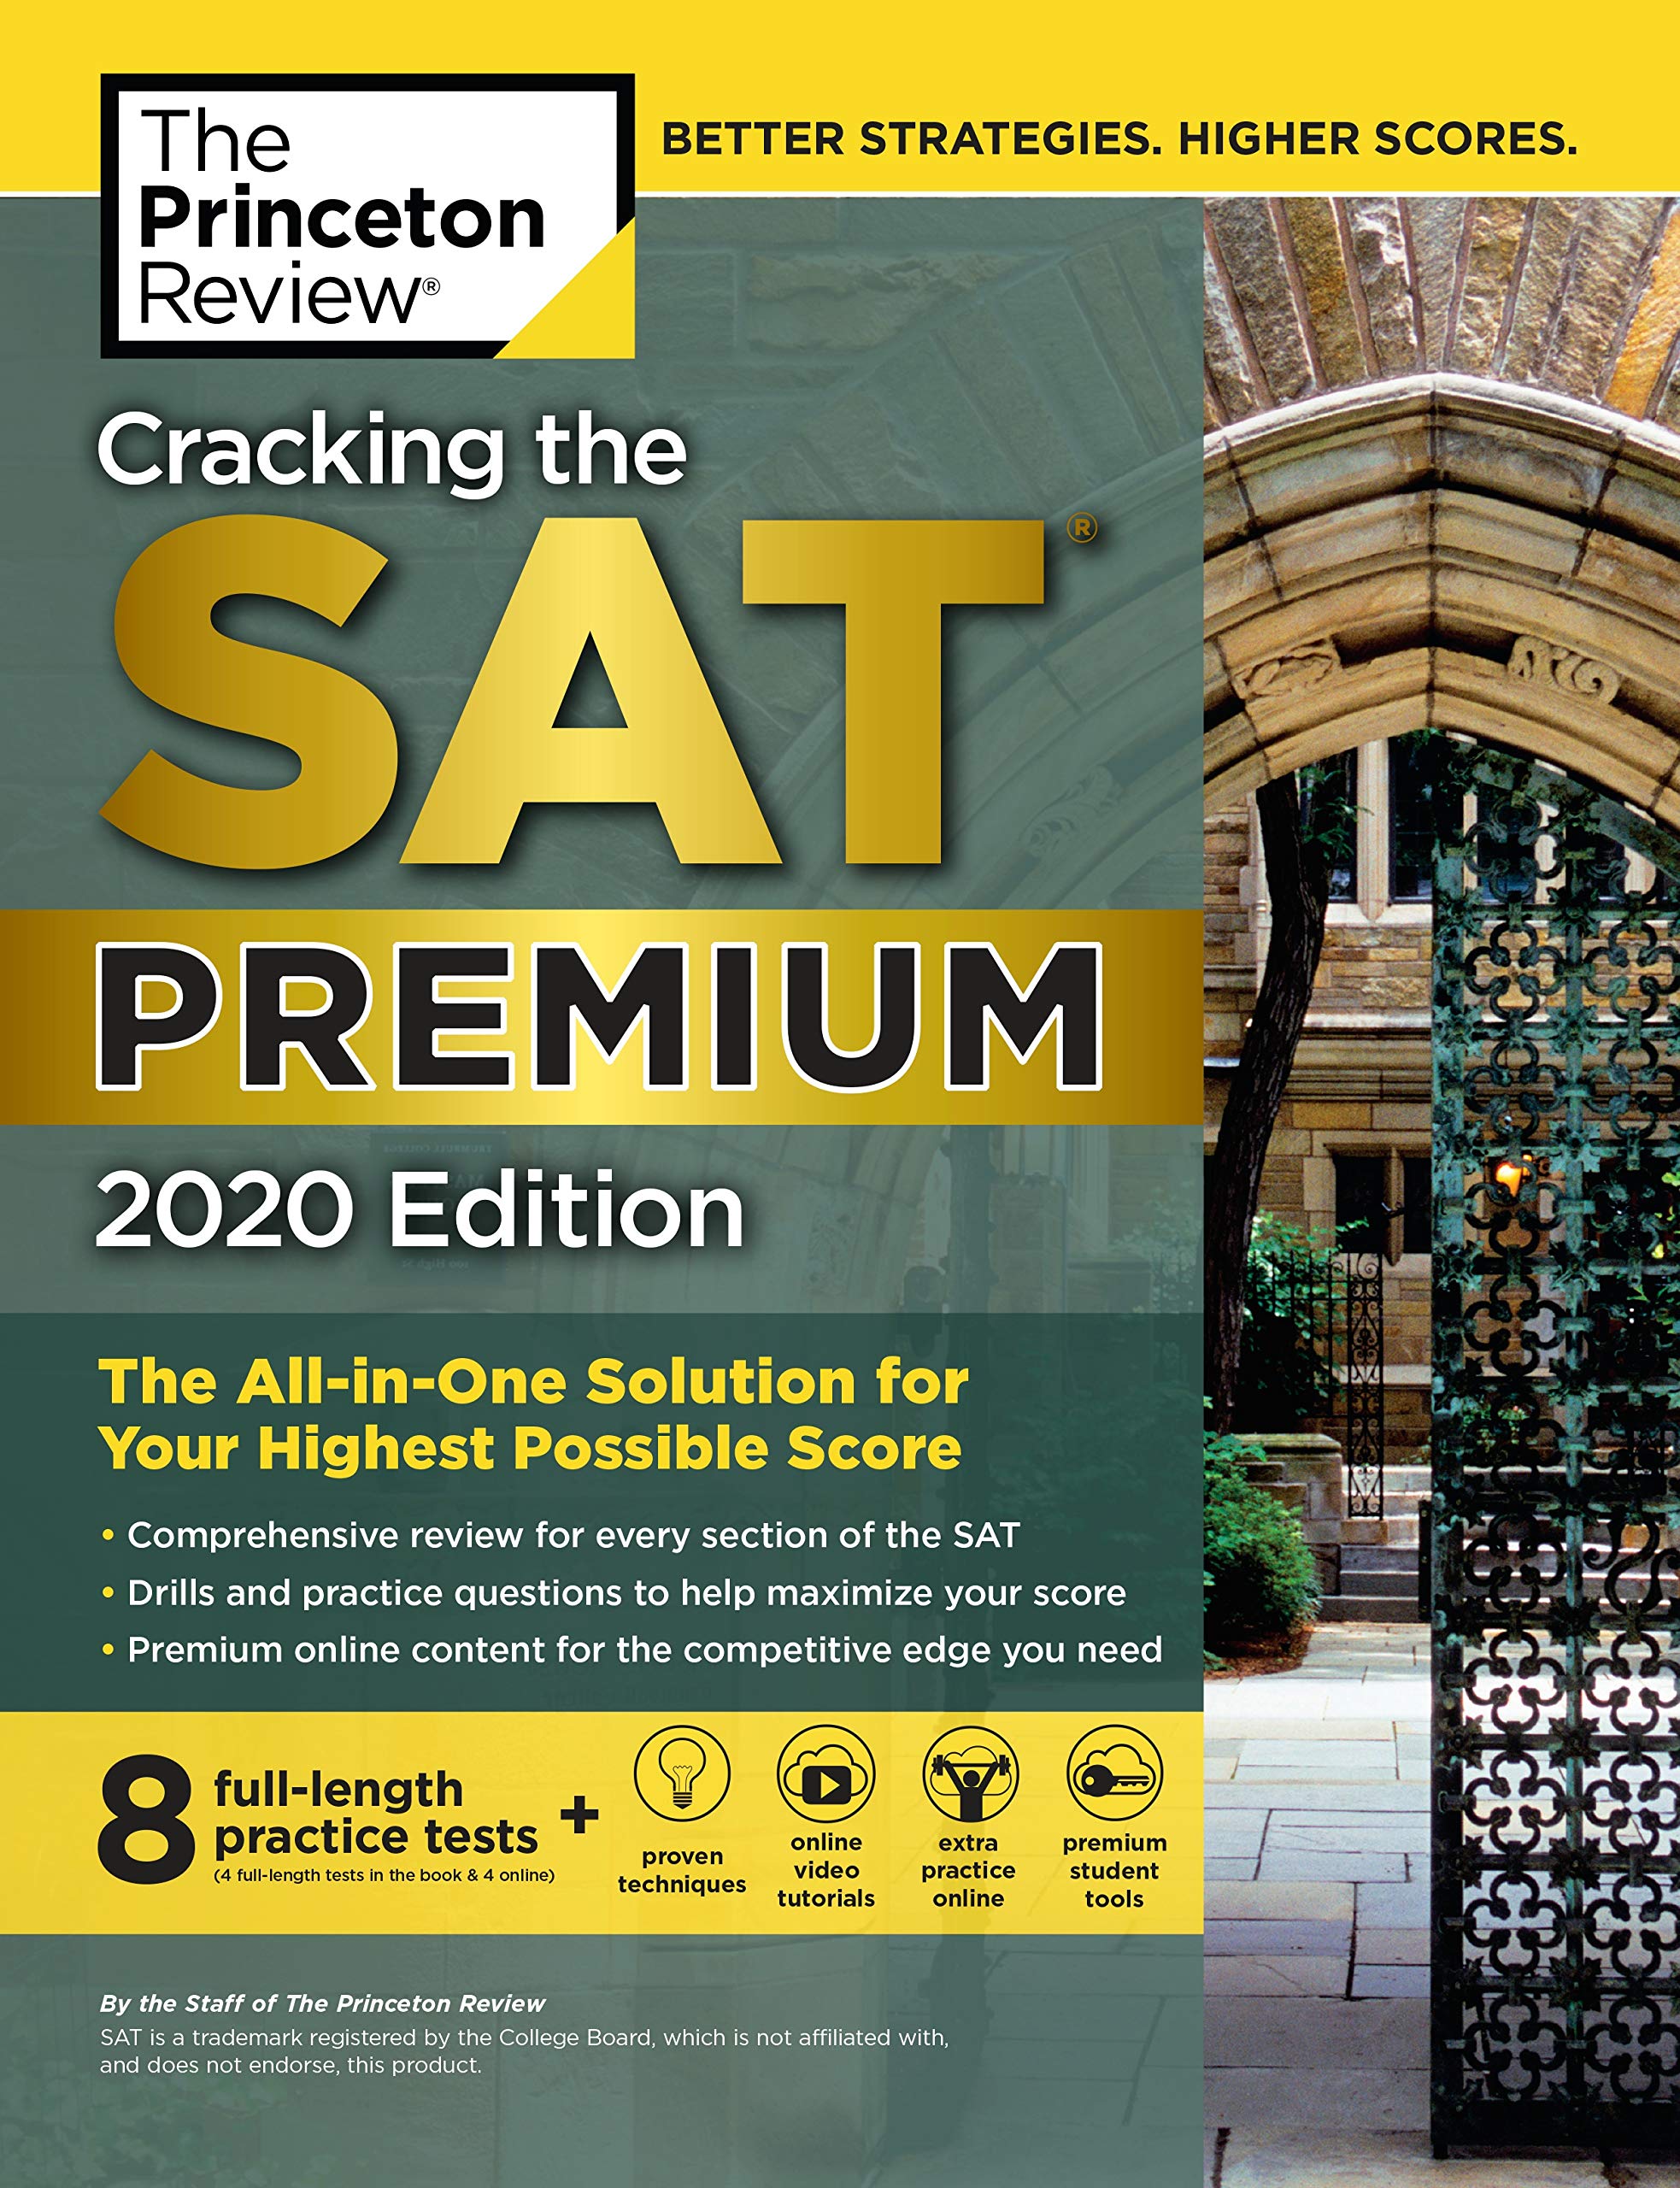 The
Princeton
Review®
BETTER STRATEGIES. HIGHER SCORES.
Cracking the
SAT®
PREMIUM
2020 Edition
The All-in-One Solution for
Your Highest Possible Score
• Comprehensive review for every section of the SAT
• Drills and practice questions to help maximize your score
• Premium online content for the competitive edge you need
8
full-length
practice tests
(4 full-length tests in the book & 4 online)
+
proven
techniques
online
video
tutorials
extra
practice
online
premium
student
tools
By the Staff of The Princeton Review
SAT is a trademark registered by the College Board, which is not affiliated with,
and does not endorse, this product.